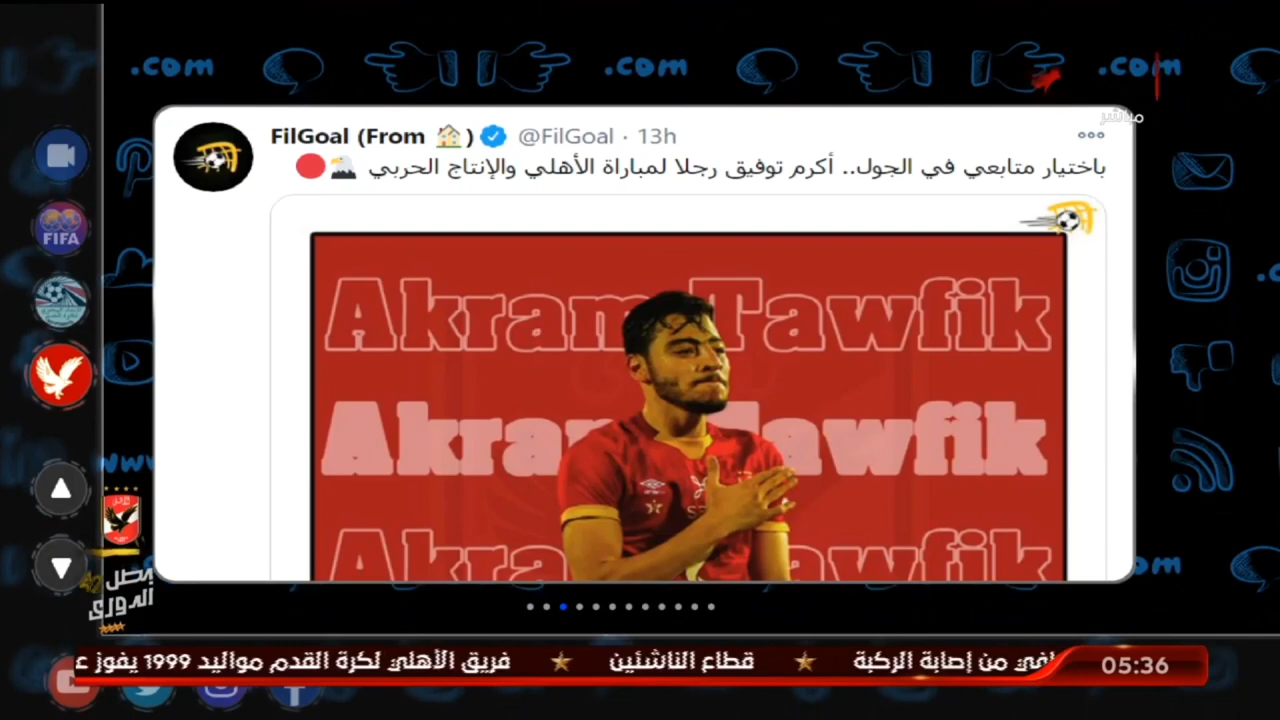 .com
.com
.com
مباشر
FilGoal (From 🏠) @FilGoal · 13h
باختيار متابعي في الجول.. أكرم توفيق رجلا لمباراة الأهلي والإنتاج الحربي 🦅🔴
FIFA
Akram Tawfik
Akram Tawfik
Akram Tawfik
بطل الدوري
42
من إصابة الركبة ★ قطاع الناشئين ★ فريق الأهلي لكرة القدم مواليد 1999 يفوز
05:36